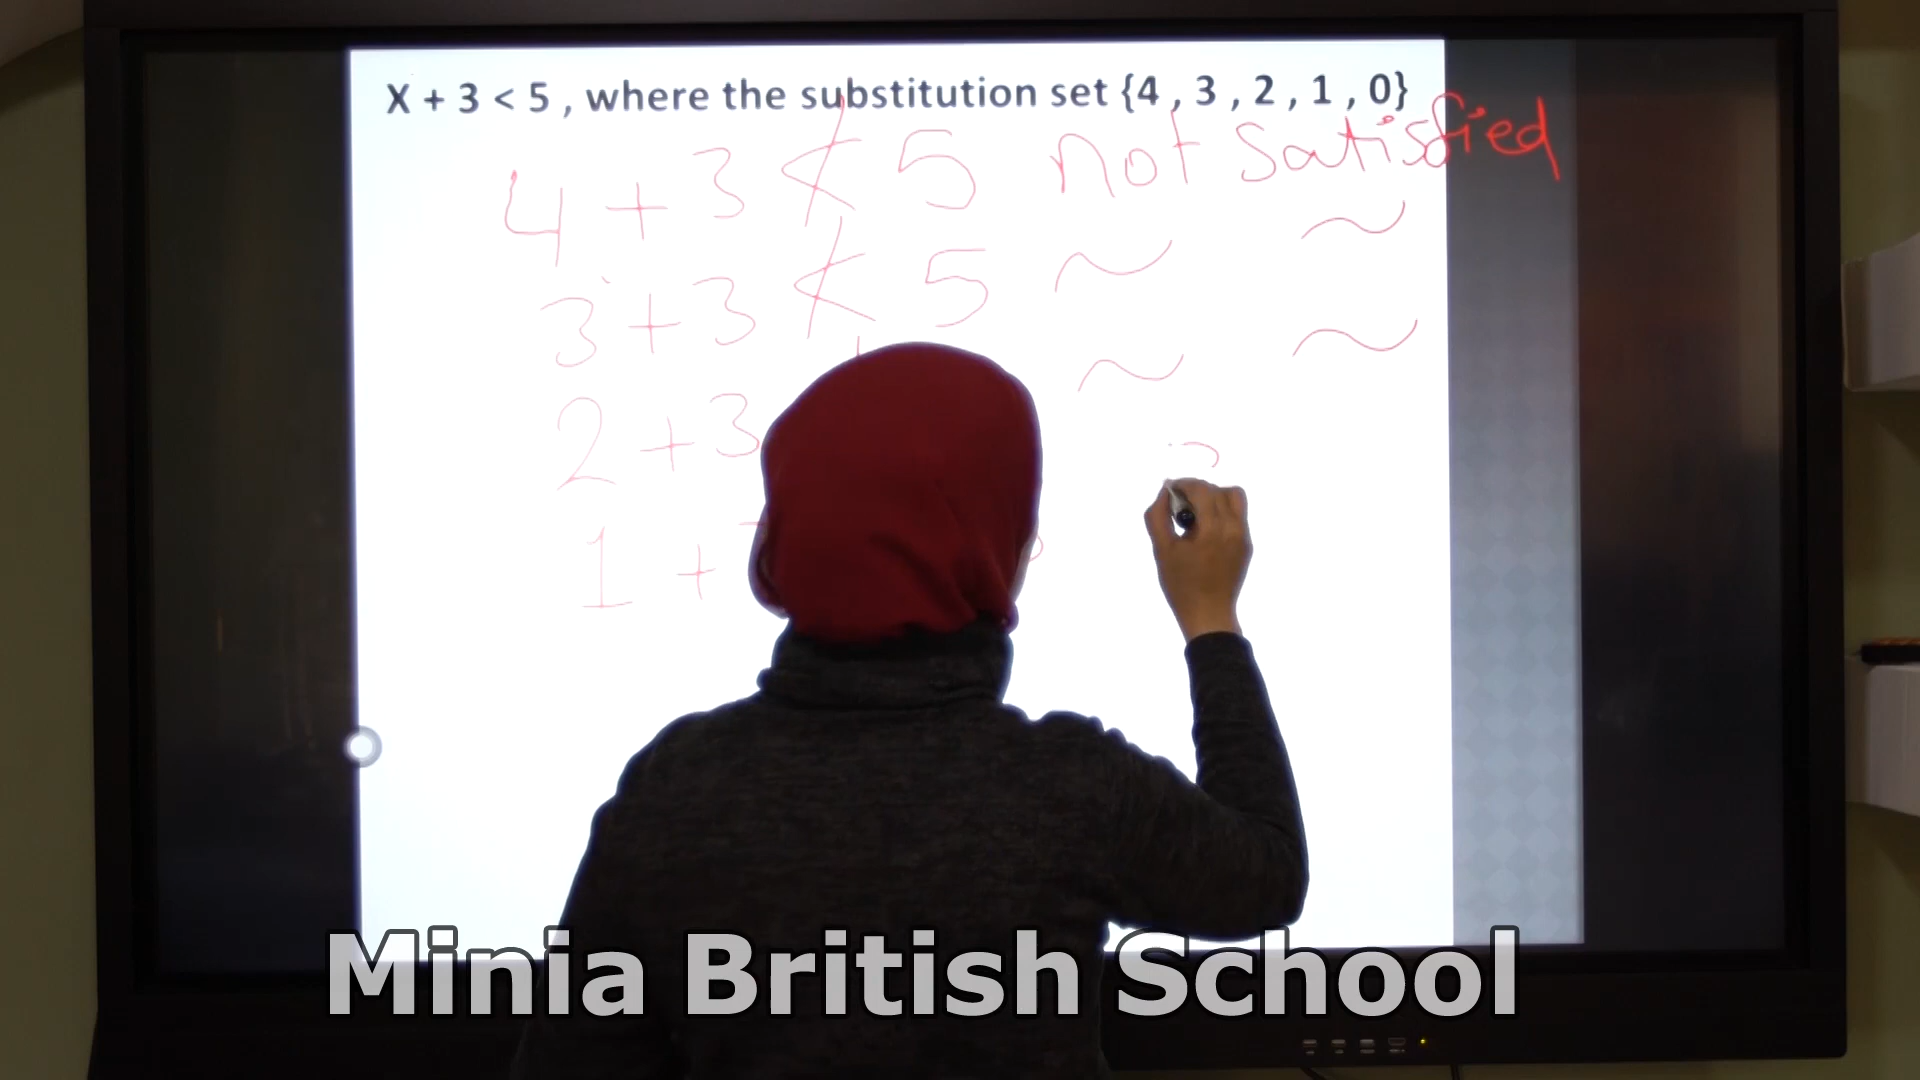 X + 3 < 5 , where the substitution set {4 , 3 , 2 , 1 , 0}
4 + 3 ≮ 5 not satisfied
3 + 3 ≮ 5 ~ ~
2 + 3 ~ ~
1 +
Minia British School